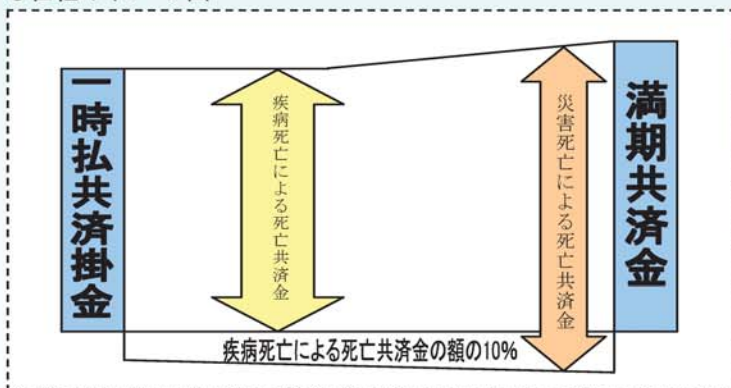 一時払共済掛金
疾病死亡による死亡共済金
災害死亡による死亡共済金
満期共済金
疾病死亡による死亡共済金の額の10%